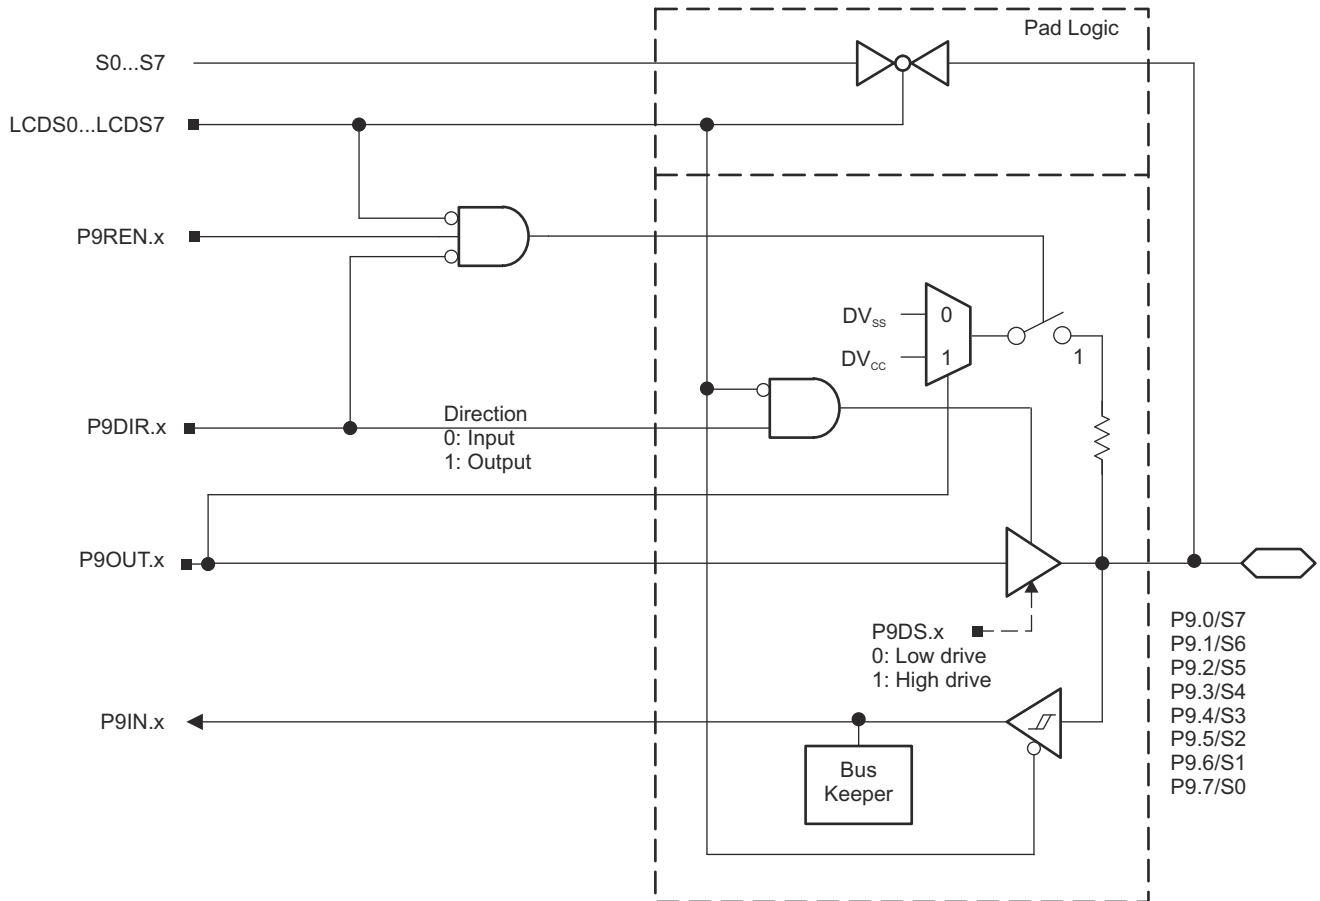 Pad Logic
S0...S7
LCDS0...LCDS7
P9REN.x
DVSS
0
DVCC
1
1
P9DIR.x
Direction
0: Input
1: Output
P9OUT.x
P9DS.x
0: Low drive
1: High drive
P9.0/S7
P9.1/S6
P9.2/S5
P9.3/S4
P9.4/S3
P9.5/S2
P9.6/S1
P9.7/S0
P9IN.x
Bus
Keeper